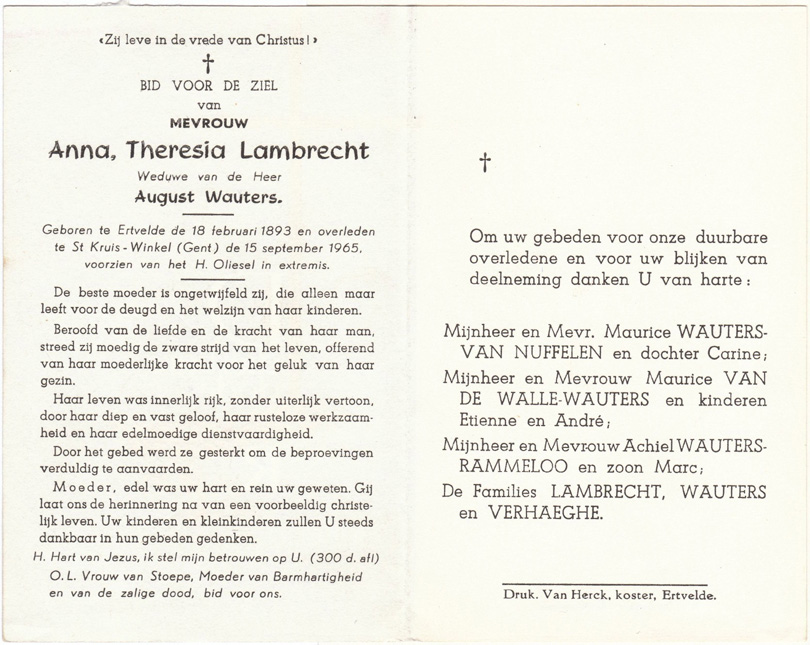 «Zij leve in de vrede van Christus!»
†
BID VOOR DE ZIEL
van
MEVROUW
Anna, Theresia Lambrecht
Weduwe van de Heer
August Wauters.
Geboren te Ertvelde de 18 februari 1893 en overleden
te St Kruis-Winkel (Gent) de 15 september 1965,
voorzien van het H. Oliesel in extremis.
De beste moeder is ongetwijfeld zij, die alleen maar
leeft voor de deugd en het welzijn van haar kinderen.
Beroofd van de liefde en de kracht van haar man,
streed zij moedig de zware strijd van het leven, offerend
van haar moederlijke kracht voor het geluk van haar
gezin.
Haar leven was innerlijk rijk, zonder uiterlijk vertoon,
door haar diep en vast geloof, haar rusteloze werkzaam-
heid en haar edelmoedige dienstvaardigheid.
Door het gebed werd ze gesterkt om de beproevingen
verduldig te aanvaarden.
Moeder, edel was uw hart en rein uw geweten. Gij
laat ons de herinnering na van een voorbeeldig christe-
lijk leven. Uw kinderen en kleinkinderen zullen U steeds
dankbaar in hun gebeden gedenken.
H. Hart van Jezus, ik stel mijn betrouwen op U. (300 d. afl)
O.L. Vrouw van Stoepe, Moeder van Barmhartigheid
en van de zalige dood, bid voor ons.
†
Om uw gebeden voor onze duurbare
overledene en voor uw blijken van
deelneming danken U van harte :
Mijnheer en Mevr. Maurice WAUTERS-
VAN NUFFELEN en dochter Carine;
Mijnheer en Mevrouw Maurice VAN
DE WALLE-WAUTERS en kinderen
Etienne en André;
Mijnheer en Mevrouw Achiel WAUTERS-
RAMMELOO en zoon Marc;
De Families LAMBRECHT, WAUTERS
en VERHAEGHE.
Druk. Van Herck, koster, Ertvelde.